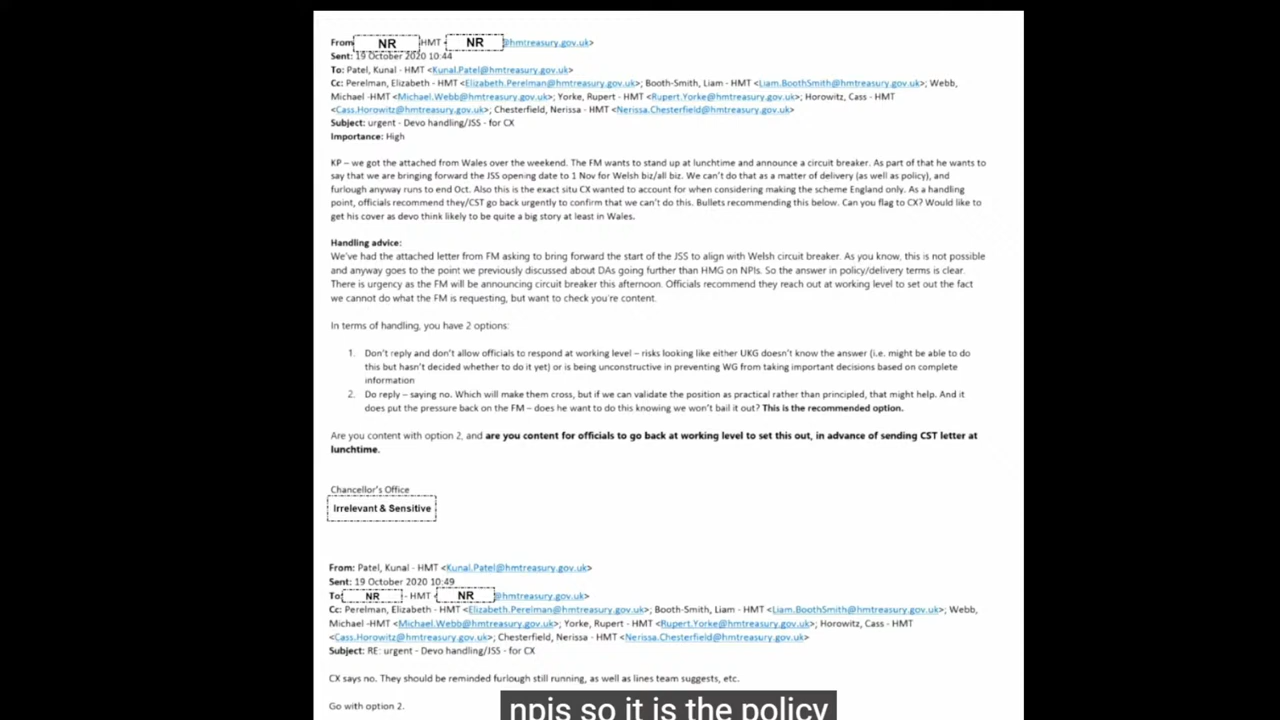 From NR HMT - NR @hmtreasury.gov.uk>
Sent: 19 October 2020 10:44
To: Patel, Kunal - HMT <Kunal.Patel@hmtreasury.gov.uk>
Cc: Perelman, Elizabeth - HMT <Elizabeth.Perelman@hmtreasury.gov.uk>; Booth-Smith, Liam - HMT <Liam.BoothSmith@hmtreasury.gov.uk>; Webb,
Michael -HMT <Michael.Webb@hmtreasury.gov.uk>; Yorke, Rupert - HMT <Rupert.Yorke@hmtreasury.gov.uk>; Horowitz, Cass - HMT
<Cass.Horowitz@hmtreasury.gov.uk>; Chesterfield, Nerissa - HMT <Nerissa.Chesterfield@hmtreasury.gov.uk>
Subject: urgent - Devo handling/JSS - for CX
Importance: High
KP – we got the attached from Wales over the weekend. The FM wants to stand up at lunchtime and announce a circuit breaker. As part of that he wants to
say that we are bringing forward the JSS opening date to 1 Nov for Welsh biz/all biz. We can't do that as a matter of delivery (as well as policy), and
furlough anyway runs to end Oct. Also this is the exact situ CX wanted to account for when considering making the scheme England only. As a handling
point, officials recommend they/CST go back urgently to confirm that we can't do this. Bullets recommending this below. Can you flag to CX? Would like to
get his cover as devo think likely to be quite a big story at least in Wales.
Handling advice:
We've had the attached letter from FM asking to bring forward the start of the JSS to align with Welsh circuit breaker. As you know, this is not possible
and anyway goes to the point we previously discussed about DAs going further than HMG on NPIs. So the answer in policy/delivery terms is clear.
There is urgency as the FM will be announcing circuit breaker this afternoon. Officials recommend they reach out at working level to set out the fact
we cannot do what the FM is requesting, but want to check you're content.
In terms of handling, you have 2 options:
1. Don't reply and don't allow officials to respond at working level – risks looking like either UKG doesn't know the answer (i.e. might be able to do
this but hasn't decided whether to do it yet) or is being unconstructive in preventing WG from taking important decisions based on complete
information
2. Do reply – saying no. Which will make them cross, but if we can validate the position as practical rather than principled, that might help. And it
does put the pressure back on the FM – does he want to do this knowing we won't bail it out? This is the recommended option.
Are you content with option 2, and are you content for officials to go back at working level to set this out, in advance of sending CST letter at
lunchtime.
Chancellor's Office
Irrelevant & Sensitive
From: Patel, Kunal - HMT <Kunal.Patel@hmtreasury.gov.uk>
Sent: 19 October 2020 10:49
To: NR - HMT < NR @hmtreasury.gov.uk>
Cc: Perelman, Elizabeth - HMT <Elizabeth.Perelman@hmtreasury.gov.uk>; Booth-Smith, Liam - HMT <Liam.BoothSmith@hmtreasury.gov.uk>; Webb,
Michael -HMT <Michael.Webb@hmtreasury.gov.uk>; Yorke, Rupert - HMT <Rupert.Yorke@hmtreasury.gov.uk>; Horowitz, Cass - HMT
<Cass.Horowitz@hmtreasury.gov.uk>; Chesterfield, Nerissa - HMT <Nerissa.Chesterfield@hmtreasury.gov.uk>
Subject: RE: urgent - Devo handling/JSS - for CX
CX says no. They should be reminded furlough still running, as well as lines team suggests, etc.
Go with option 2.
npis so it is the policy